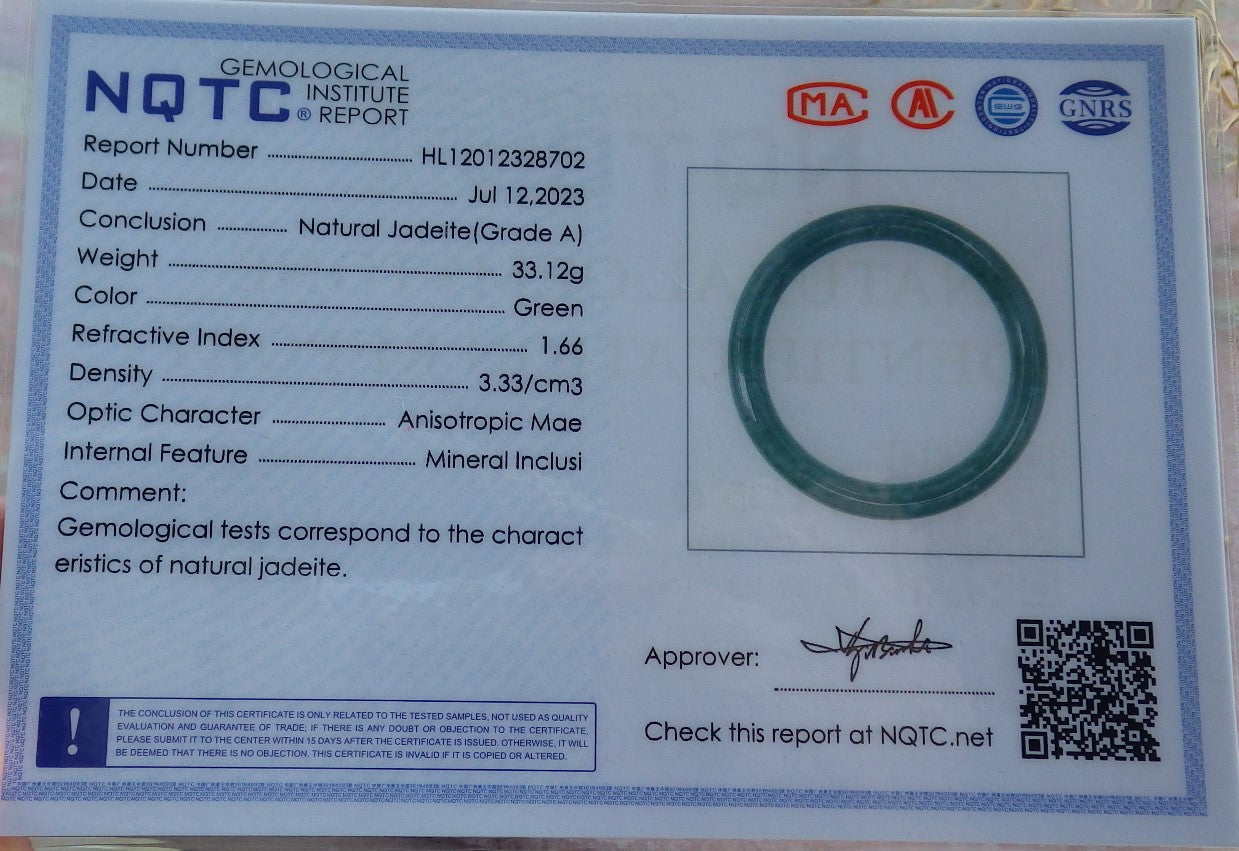 NQTC®
GEMOLOGICAL
INSTITUTE
REPORT
MA
GWG
GNRS
Report Number ........ HL12012328702
Date ........ Jul 12,2023
Conclusion ........ Natural Jadeite(Grade A)
Weight ........ 33.12g
Color ........ Green
Refractive Index ........ 1.66
Density ........ 3.33/cm3
Optic Character ........ Anisotropic Mae
Internal Feature ........ Mineral Inclusi
Comment:
Gemological tests correspond to the charact
eristics of natural jadeite.
Approver:
Check this report at NQTC.net
!
THE CONCLUSION OF THIS CERTIFICATE IS ONLY RELATED TO THE TESTED SAMPLES, NOT USED AS QUALITY
EVALUATION AND GUARANTEE OF TRADE; IF THERE IS ANY DOUBT OR OBJECTION TO THE CERTIFICATE,
PLEASE SUBMIT IT TO THE CENTER WITHIN 15 DAYS AFTER THE CERTIFICATE IS ISSUED. OTHERWISE, IT WILL
BE DEEMED THAT THERE IS NO OBJECTION. THIS CERTIFICATE IS INVALID IF IT IS COPIED OR ALTERED.